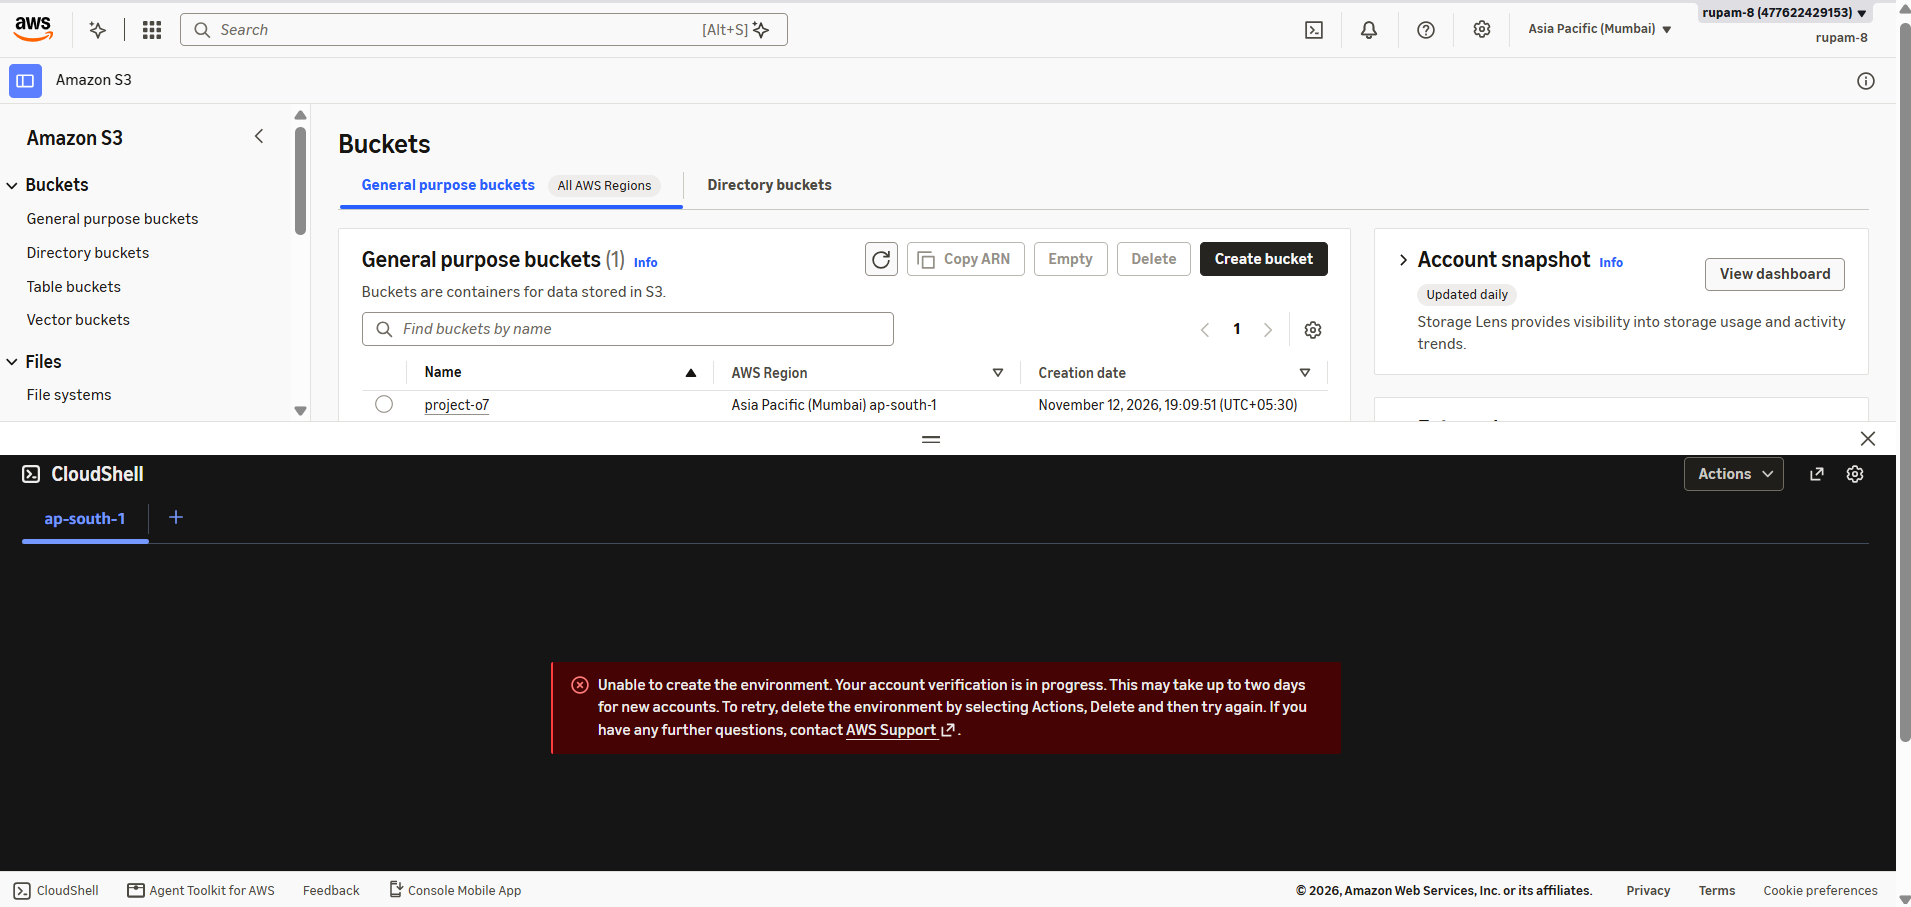 aws
Search
[Alt+S]
Asia Pacific (Mumbai)
rupam-8 (477622429153)
rupam-8
Amazon S3
Amazon S3
Buckets
General purpose buckets
Directory buckets
Table buckets
Vector buckets
Files
File systems
Buckets
General purpose buckets
All AWS Regions
Directory buckets
General purpose buckets (1) Info
Copy ARN
Empty
Delete
Create bucket
Buckets are containers for data stored in S3.
Find buckets by name
1
Name
AWS Region
Creation date
project-o7
Asia Pacific (Mumbai) ap-south-1
November 12, 2026, 19:09:51 (UTC+05:30)
Account snapshot Info
View dashboard
Updated daily
Storage Lens provides visibility into storage usage and activity
trends.
CloudShell
Actions
ap-south-1
Unable to create the environment. Your account verification is in progress. This may take up to two days
for new accounts. To retry, delete the environment by selecting Actions, Delete and then try again. If you
have any further questions, contact AWS Support .
CloudShell
Agent Toolkit for AWS
Feedback
Console Mobile App
© 2026, Amazon Web Services, Inc. or its affiliates.
Privacy
Terms
Cookie preferences